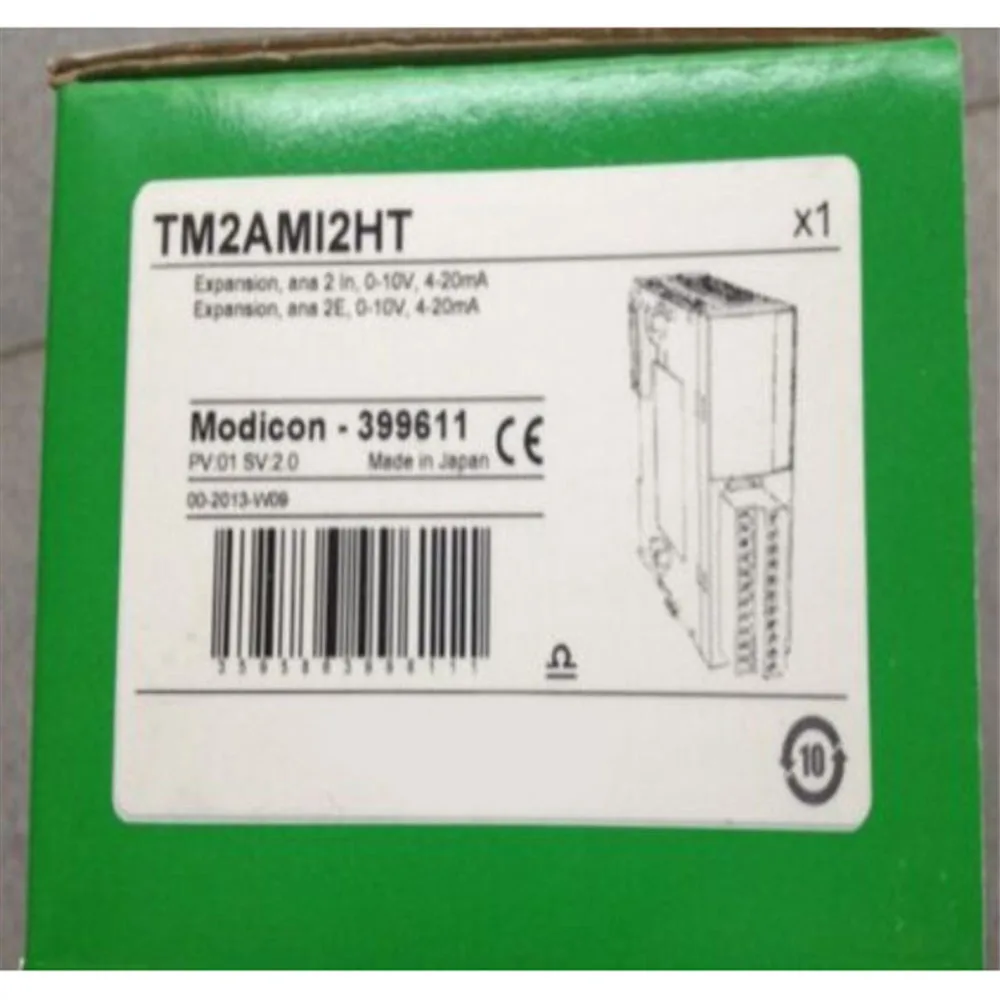 TM2AMI2HT
x1
Expansion, ana 2 In, 0-10V, 4-20mA
Expansion, ana 2E, 0-10V, 4-20mA
Modicon - 399611
CE
PV:01 SV:2.0 Made in Japan
00-2013-W09
10